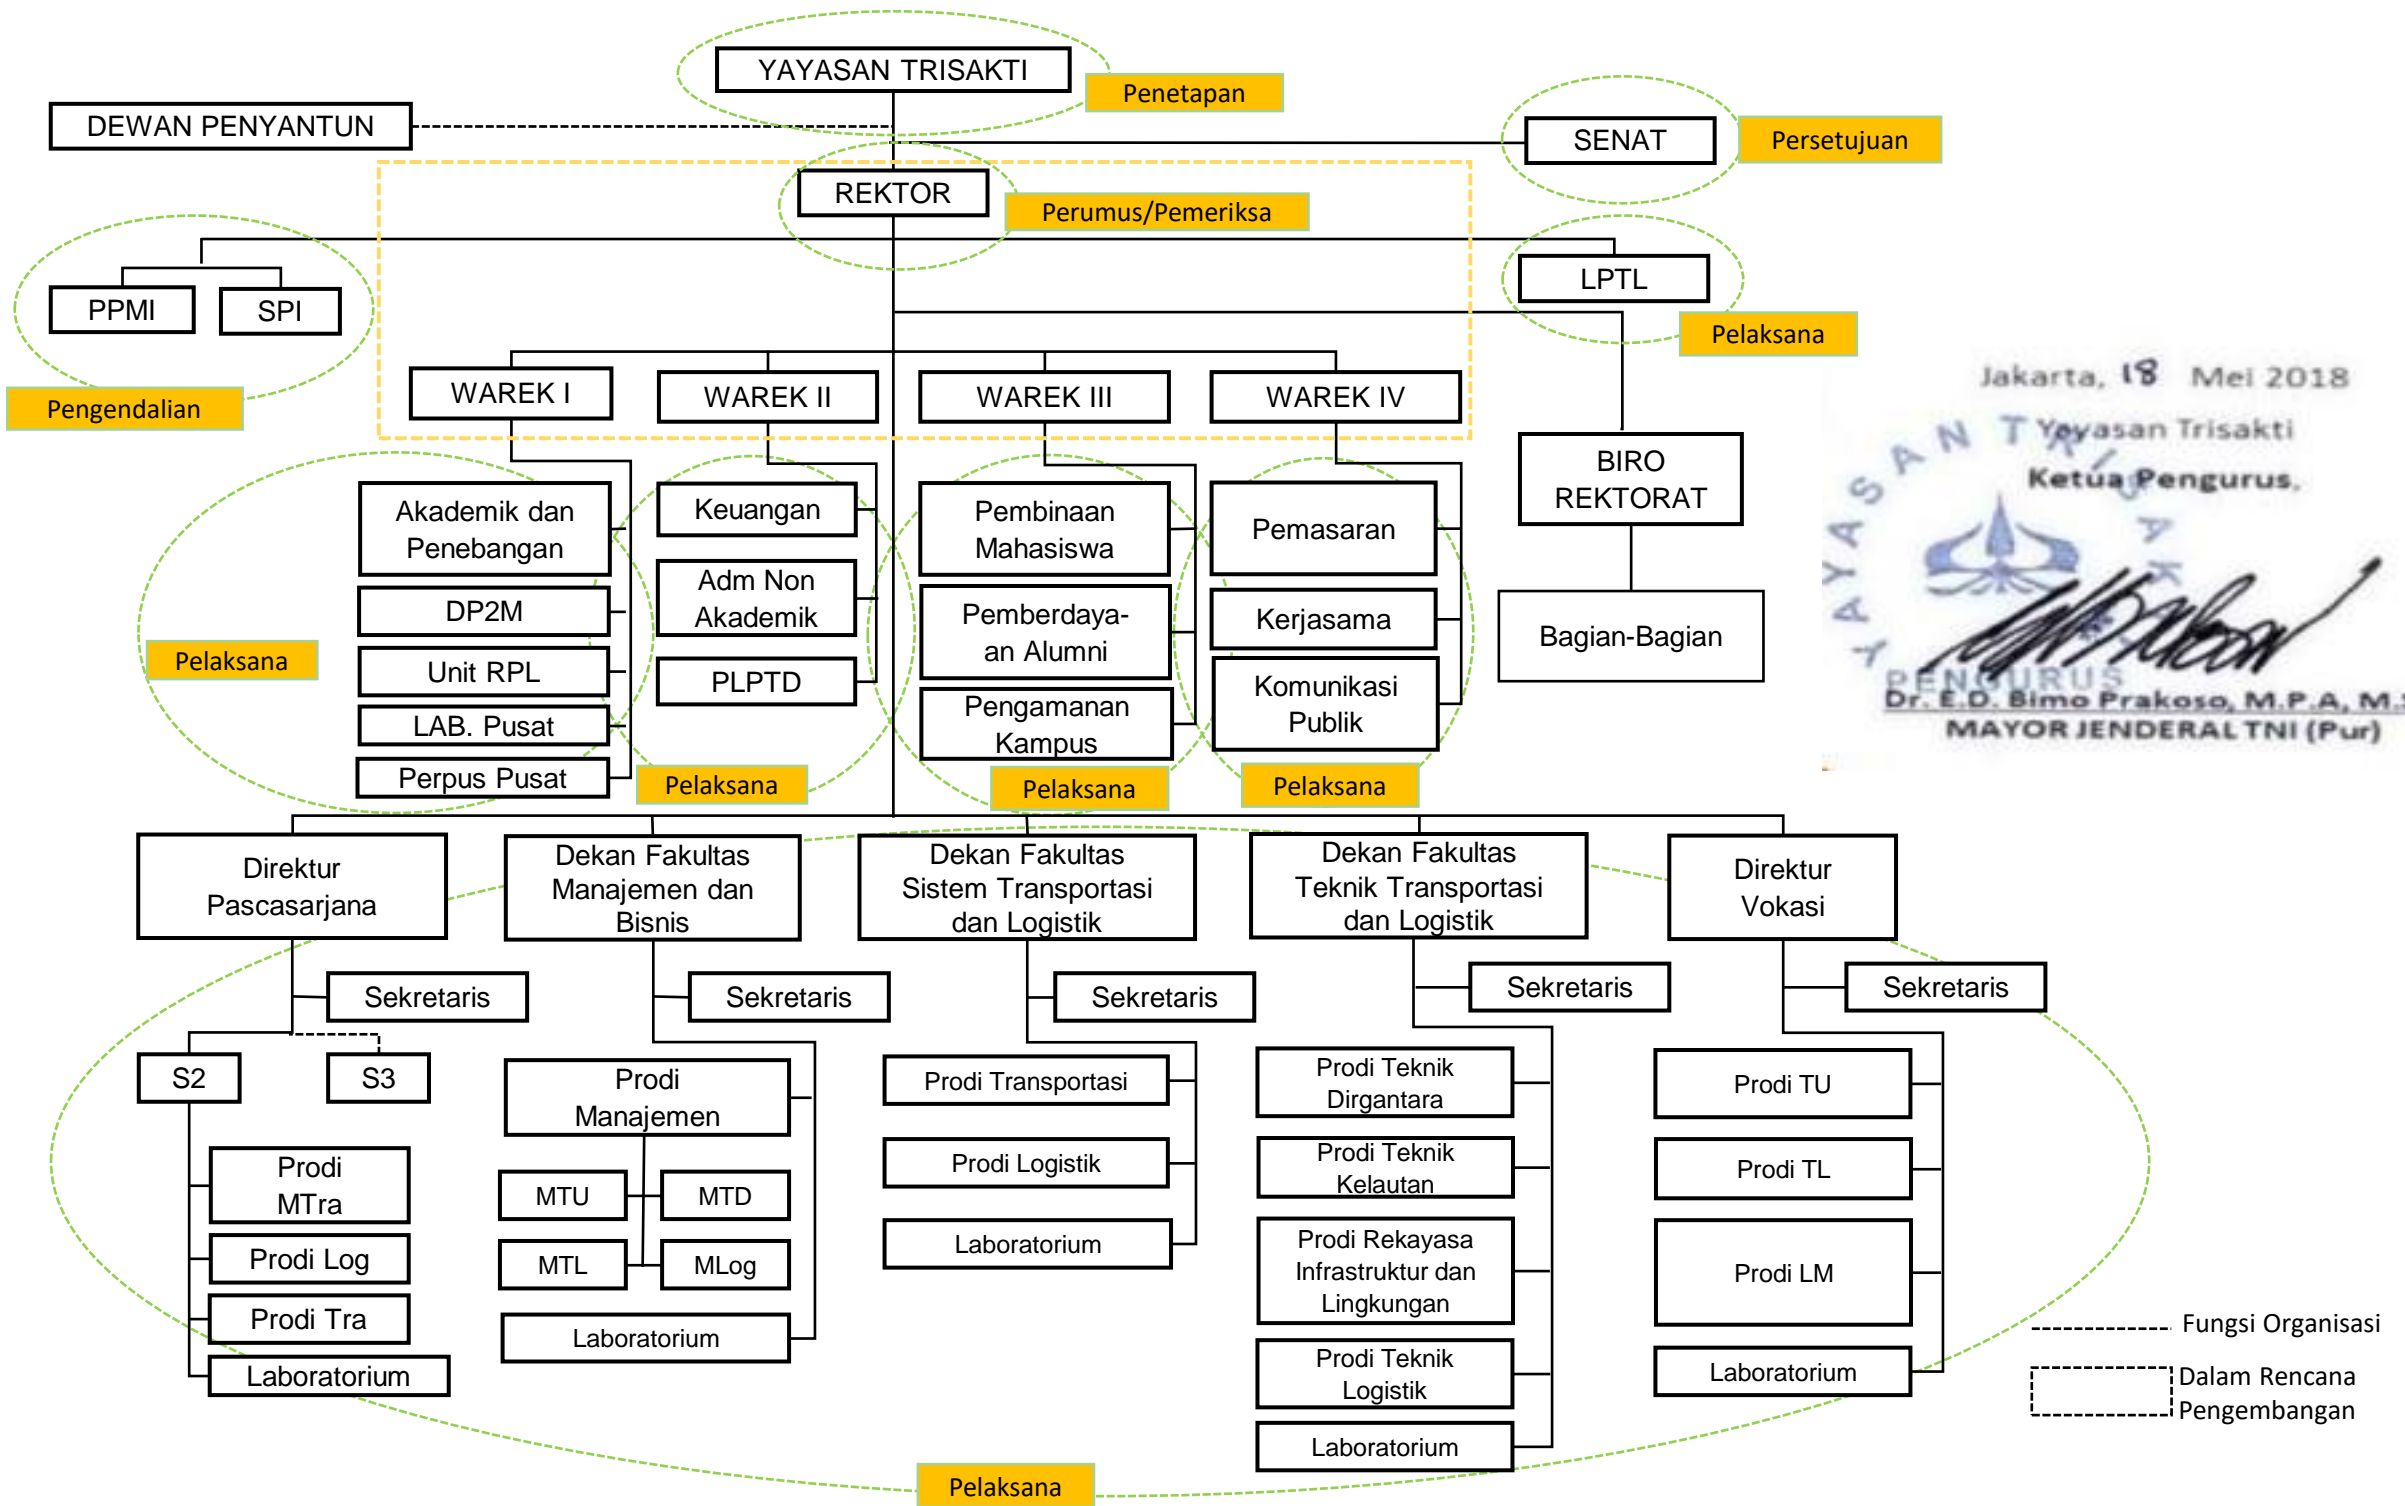 YAYASAN TRISAKTI
Penetapan
DEWAN PENYANTUN
SENAT
Persetujuan
REKTOR
Perumus/Pemeriksa
PPMI
SPI
LPTL
Pengendalian
Pelaksana
WAREK I
WAREK II
WAREK III
WAREK IV
BIRO
REKTORAT
Bagian-Bagian
Jakarta, 18 Mei 2018
Yayasan Trisakti
Ketua Pengurus,
YAYASAN TRISAKTI
PENGURUS
Dr. E.D. Bimo Prakoso, M.P.A, M.S
MAYOR JENDERAL TNI (Pur)
Akademik dan
Penebangan
DP2M
Unit RPL
LAB. Pusat
Perpus Pusat
Pelaksana
Keuangan
Adm Non
Akademik
PLPTD
Pelaksana
Pembinaan
Mahasiswa
Pemberdaya-
an Alumni
Pengamanan
Kampus
Pelaksana
Pemasaran
Kerjasama
Komunikasi
Publik
Pelaksana
Direktur
Pascasarjana
Sekretaris
S2
S3
Prodi
MTra
Prodi Log
Prodi Tra
Laboratorium
Dekan Fakultas
Manajemen dan
Bisnis
Sekretaris
Prodi
Manajemen
MTU
MTD
MTL
MLog
Laboratorium
Dekan Fakultas
Sistem Transportasi
dan Logistik
Sekretaris
Prodi Transportasi
Prodi Logistik
Laboratorium
Dekan Fakultas
Teknik Transportasi
dan Logistik
Sekretaris
Prodi Teknik
Dirgantara
Prodi Teknik
Kelautan
Prodi Rekayasa
Infrastruktur dan
Lingkungan
Prodi Teknik
Logistik
Laboratorium
Direktur
Vokasi
Sekretaris
Prodi TU
Prodi TL
Prodi LM
Laboratorium
Pelaksana
Fungsi Organisasi
Dalam Rencana
Pengembangan